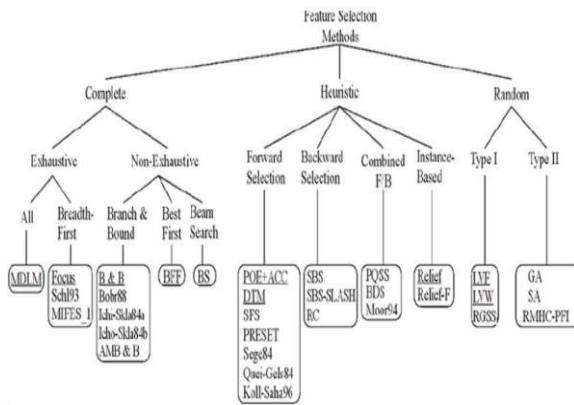 Feature Selection
Methods
Complete
Heuristic
Random
Exhaustive
Non-Exhaustive
Forward
Selection
Backward
Selection
Combined
F/B
Instance-
Based
Type I
Type II
All
Breadth-
First
Branch &
Bound
Best
First
Beam
Search
MDLM
Focus
Schl93
MIFES_1
B & B
Bobr88
Ichi-Skla84a
Icho-Skla84b
AMB & B
BFF
BS
POE+ACC
DTM
SFS
PRESET
Sege84
Quei-Gels84
Koll-Saha96
SBS
SBS-SLASH
RC
PQSS
BDS
Moor94
Relief
Relief-F
LVF
LVW
RGSS
GA
SA
RMHC-PFI